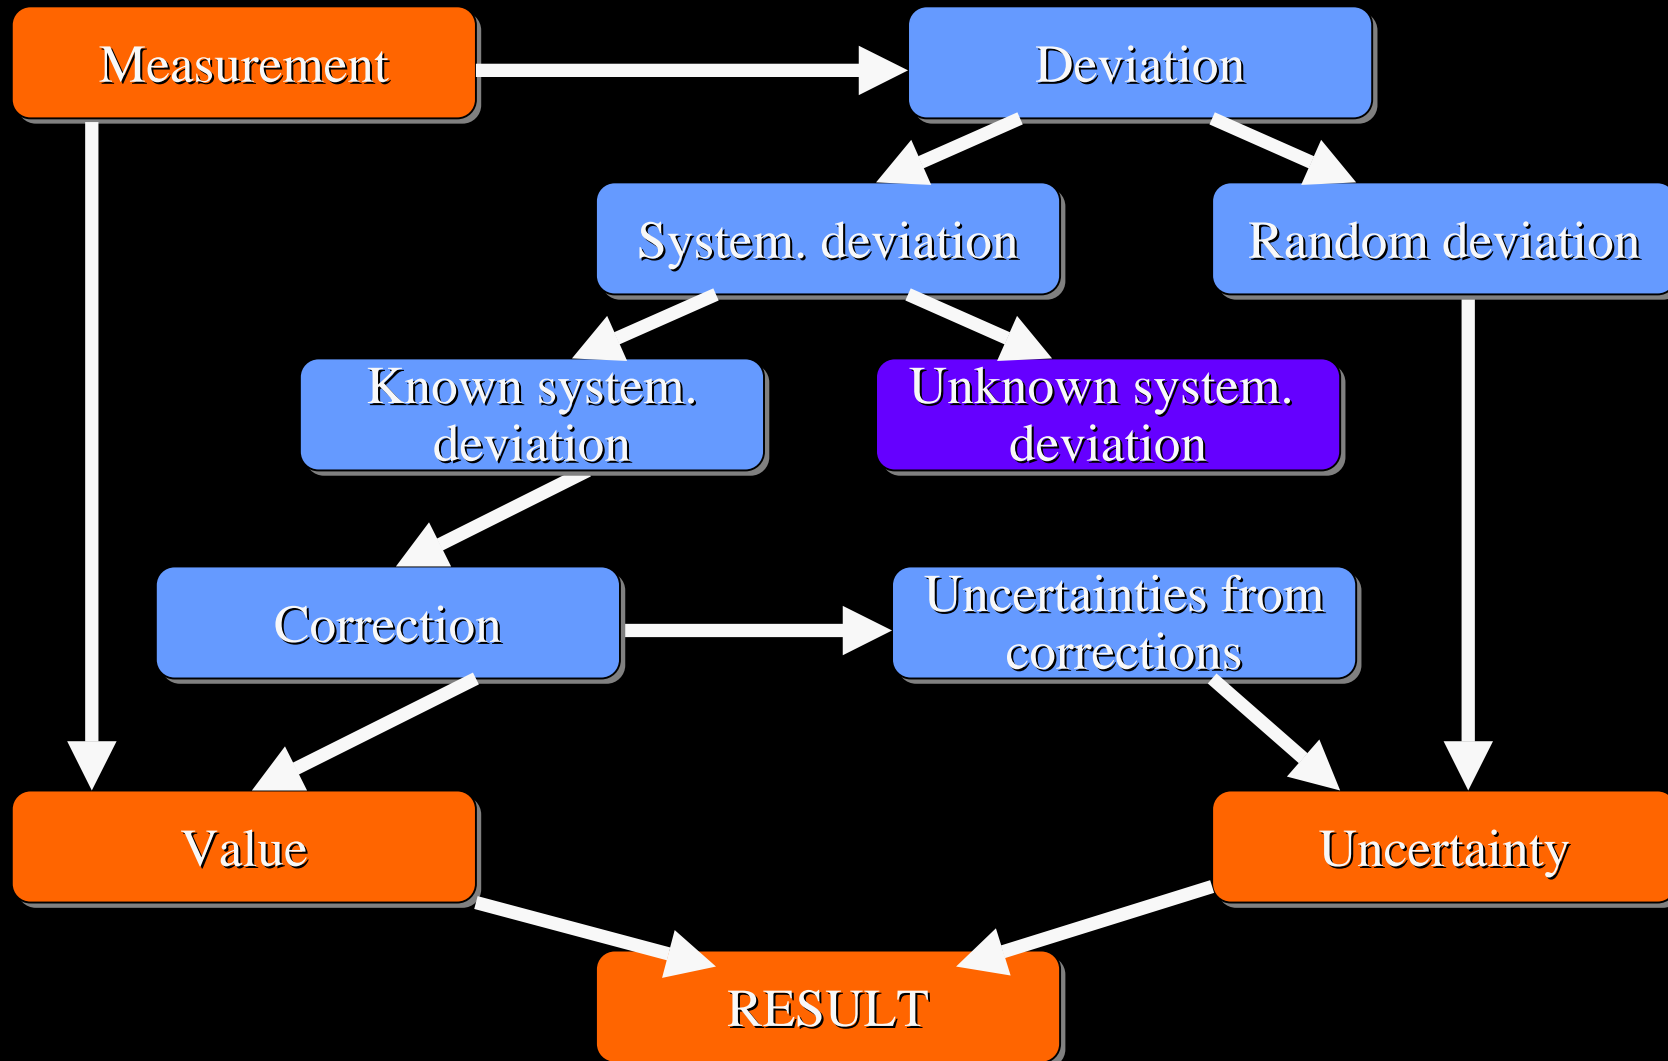 Measurement
Deviation
System. deviation
Random deviation
Known system.
deviation
Unknown system.
deviation
Correction
Uncertainties from
corrections
Value
Uncertainty
RESULT